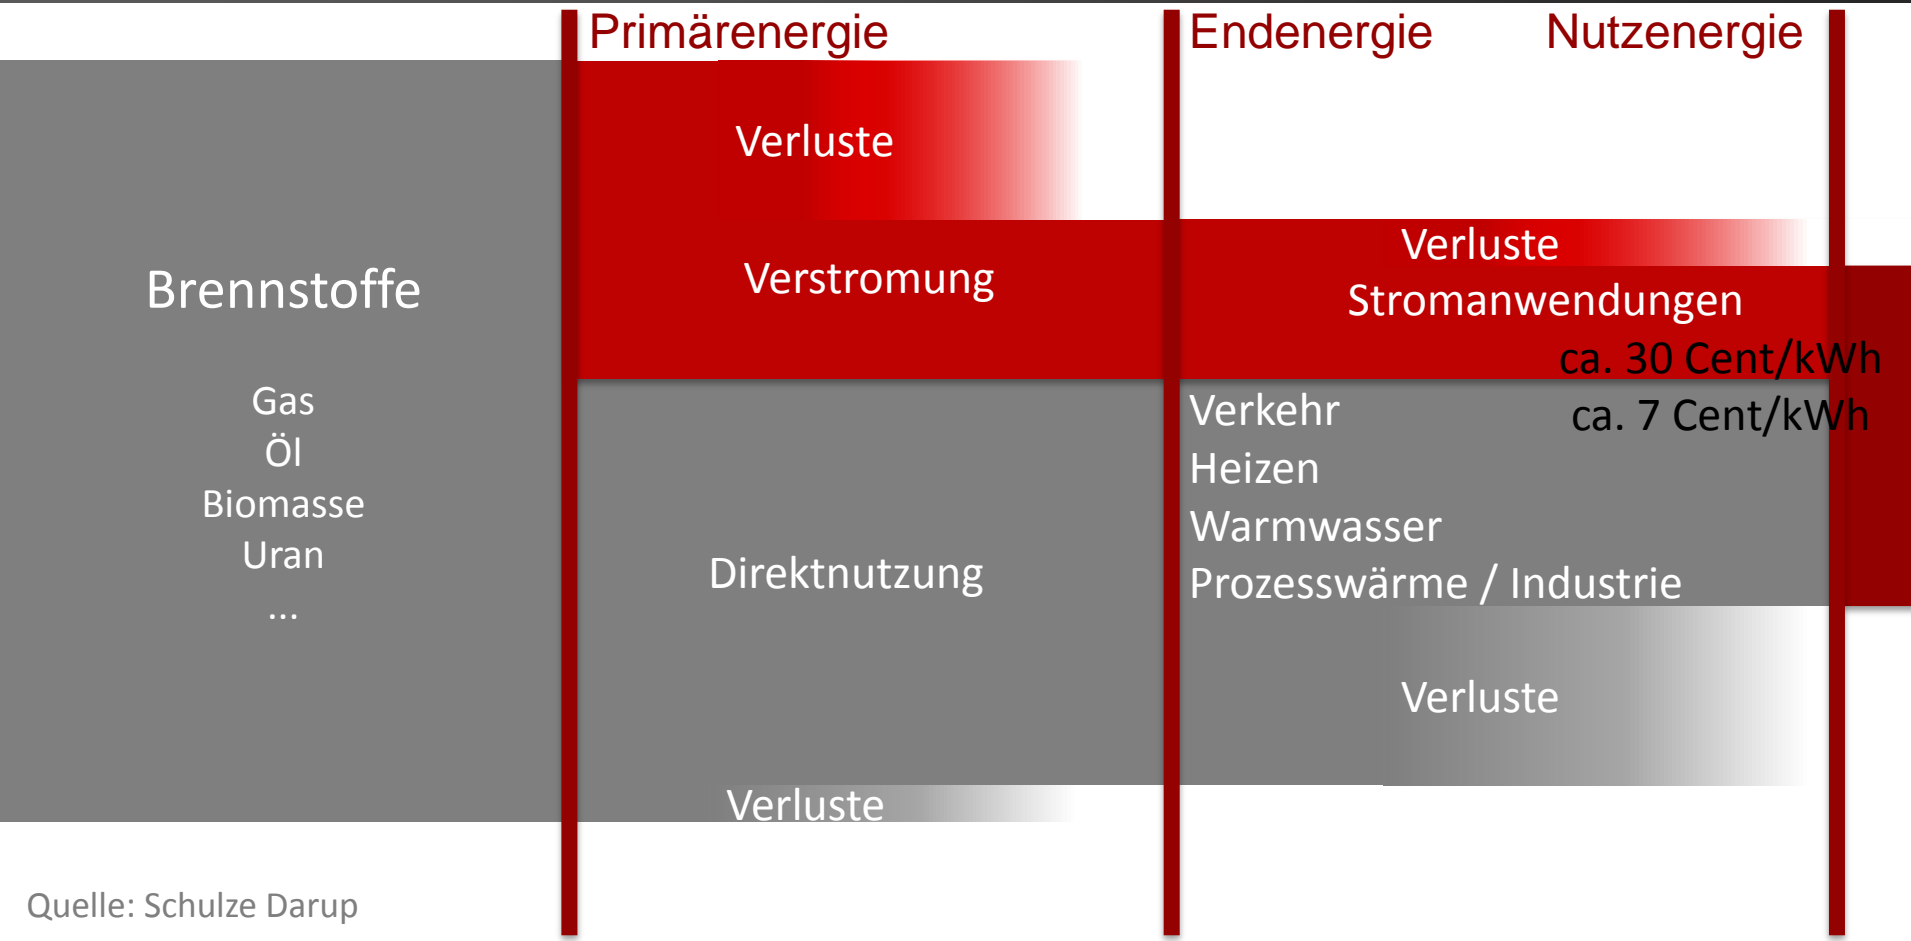 Primärenergie
Endenergie
Nutzenergie
Brennstoffe
Gas
Öl
Biomasse
Uran
...
Verluste
Verstromung
Direktnutzung
Verluste
Verluste
Stromanwendungen
ca. 30 Cent/kWh
ca. 7 Cent/kWh
Verkehr
Heizen
Warmwasser
Prozesswärme / Industrie
Verluste
Quelle: Schulze Darup